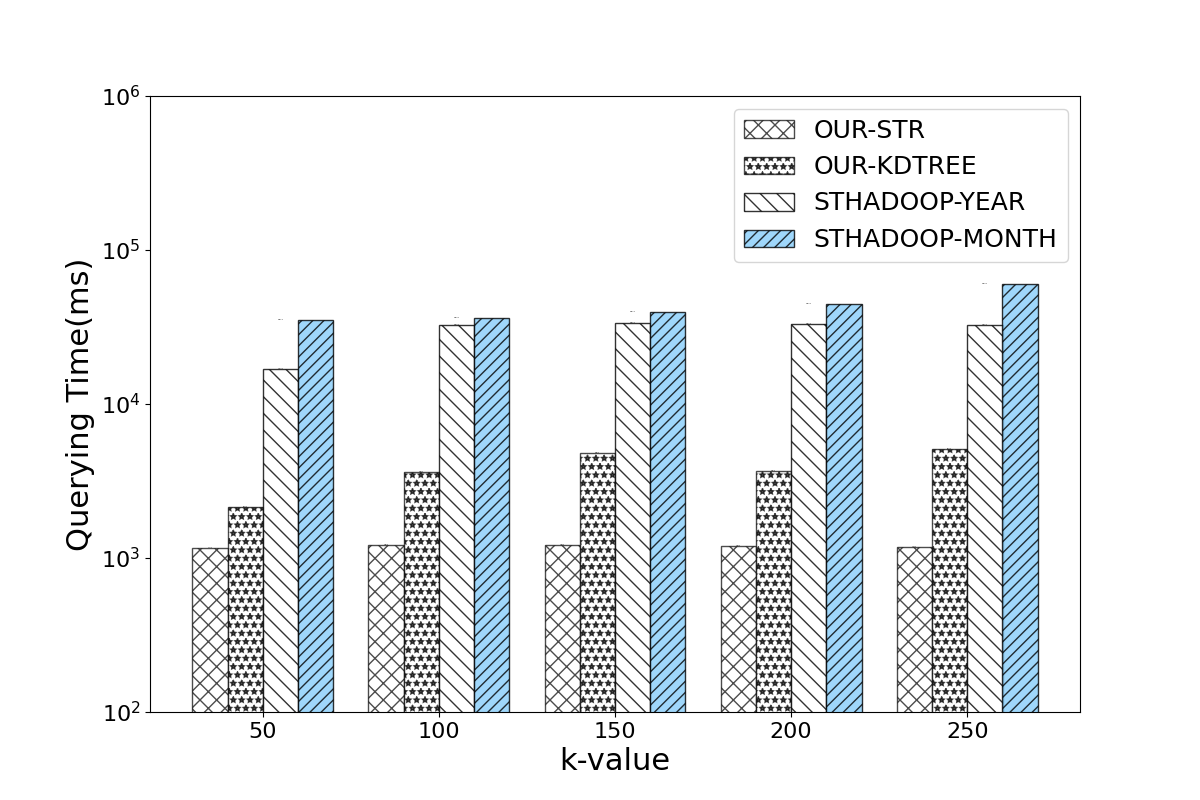 10^6
10^5
10^4
10^3
10^2
Querying Time(ms)
OUR-STR
OUR-KDTREE
STHADOOP-YEAR
STHADOOP-MONTH
50 100 150 200 250
k-value